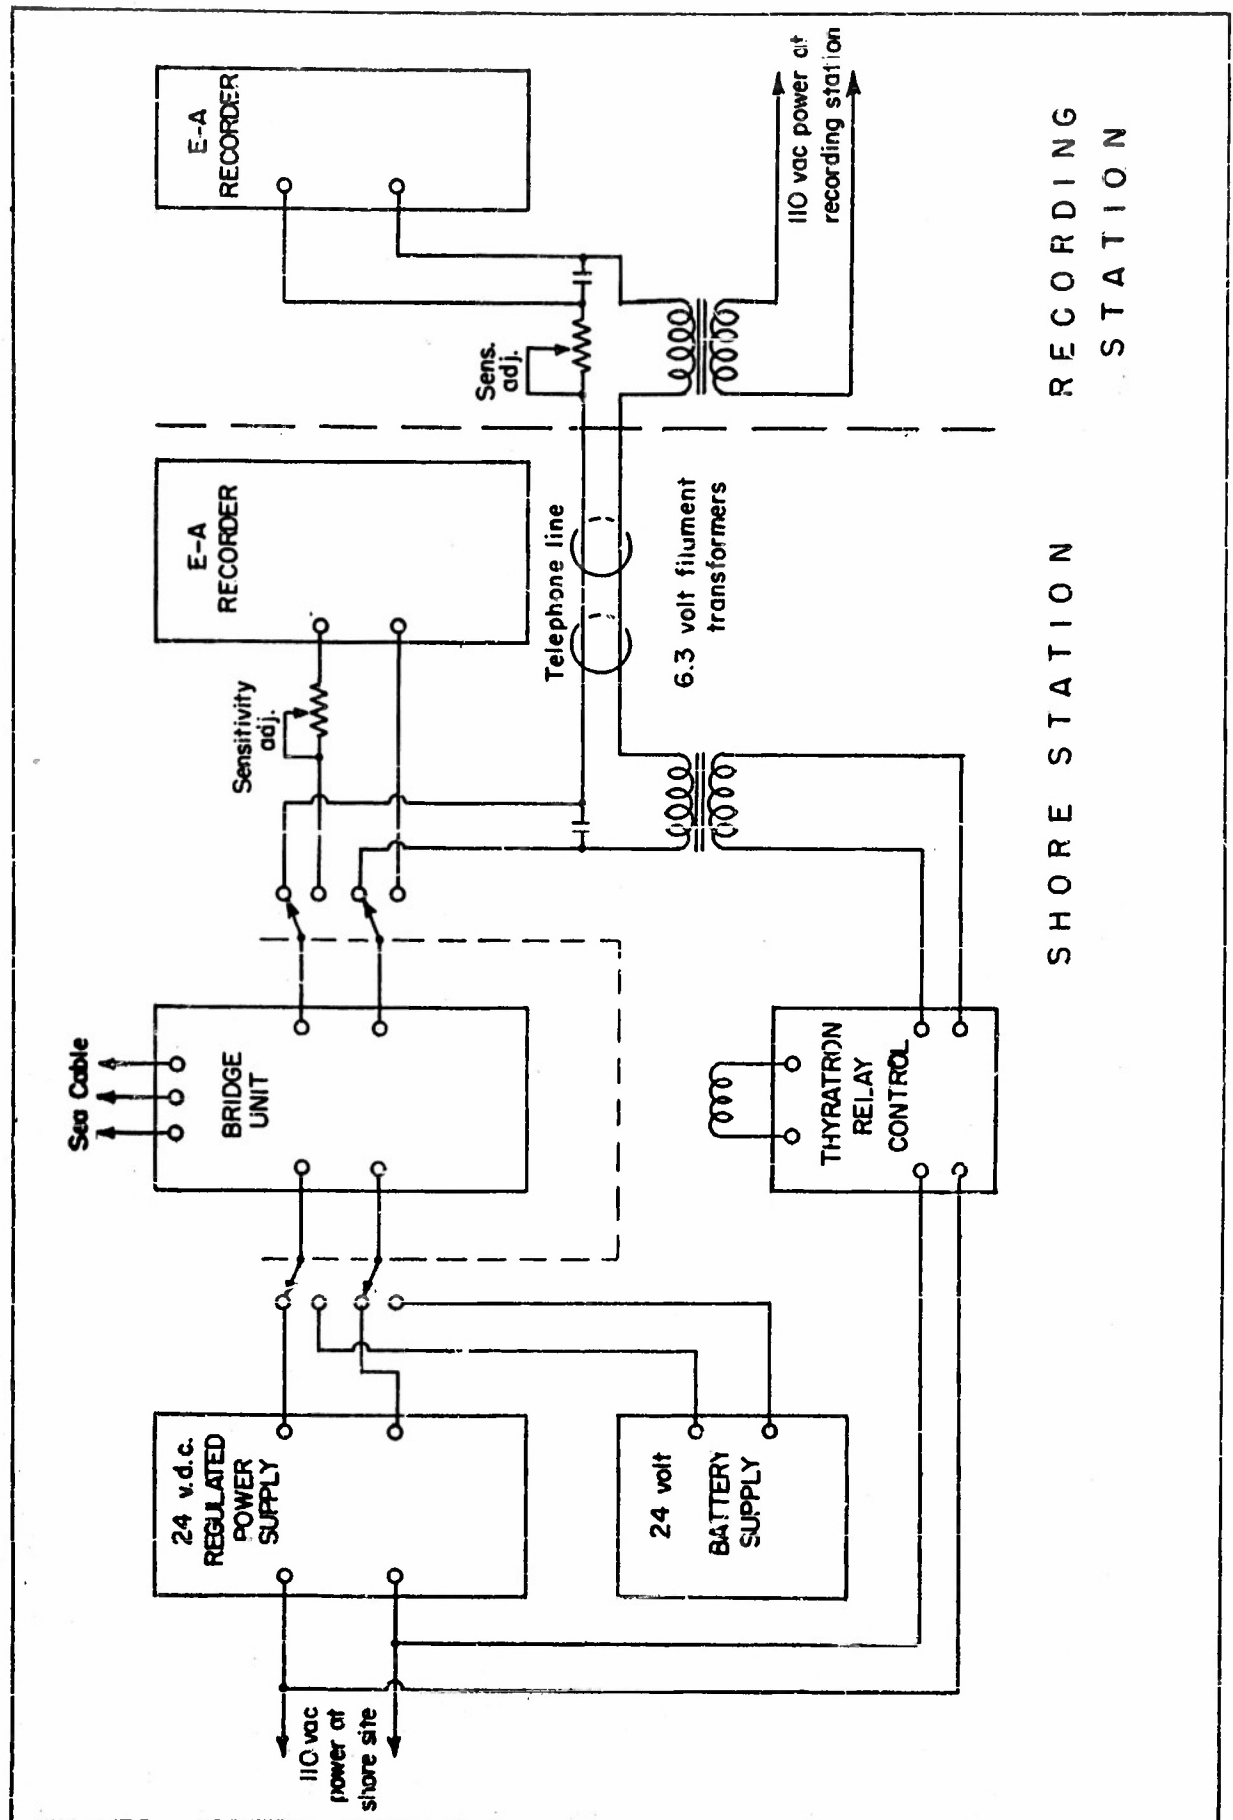 Sea Cable
24 v.d.c.
REGULATED
POWER
SUPPLY
BRIDGE
UNIT
Sensitivity
adj.
E-A
RECORDER
E-A
RECORDER
Sens.
adj.
110 vac
power at
shore site
24 volt
BATTERY
SUPPLY
Telephone line
6.3 volt filument
transformers
110 vac power at
recording station
THYRATRON
RELAY
CONTROL
SHORE STATION
RECORDING
STATION